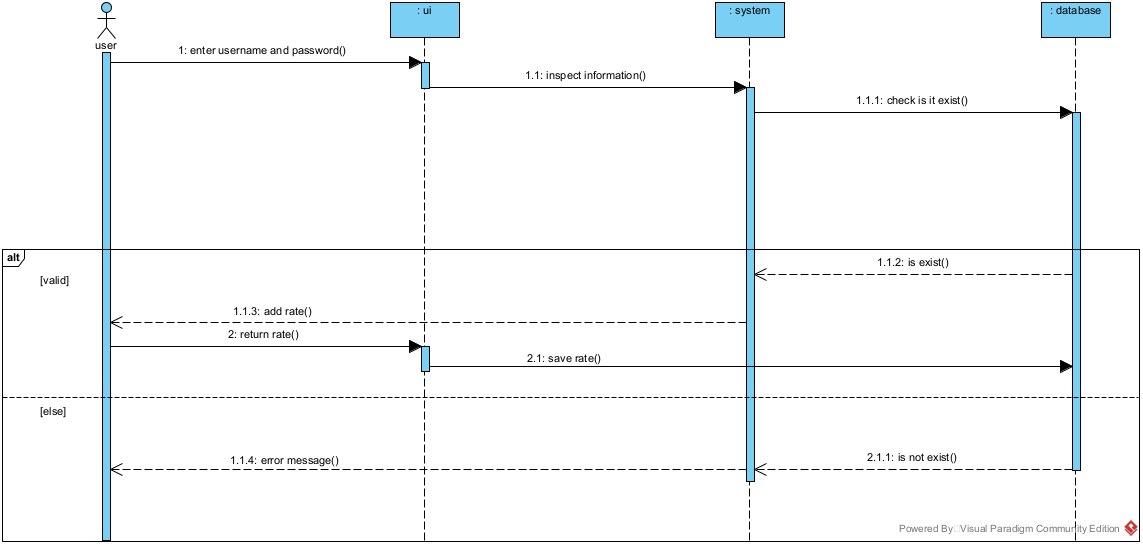 : ui
: system
: database
user
1: enter username and password()
1.1: inspect information()
1.1.1: check is it exist()
alt
[valid]
1.1.2: is exist()
1.1.3: add rate()
2: return rate()
2.1: save rate()
[else]
1.1.4: error message()
2.1.1: is not exist()
Powered By Visual Paradigm Community Edition